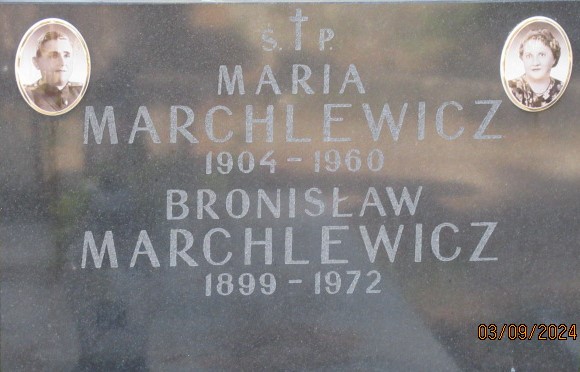 Ś. P.
MARIA
MARCHLEWICZ
1904 - 1960
BRONISŁAW
MARCHLEWICZ
1899 - 1972
03/09/2024